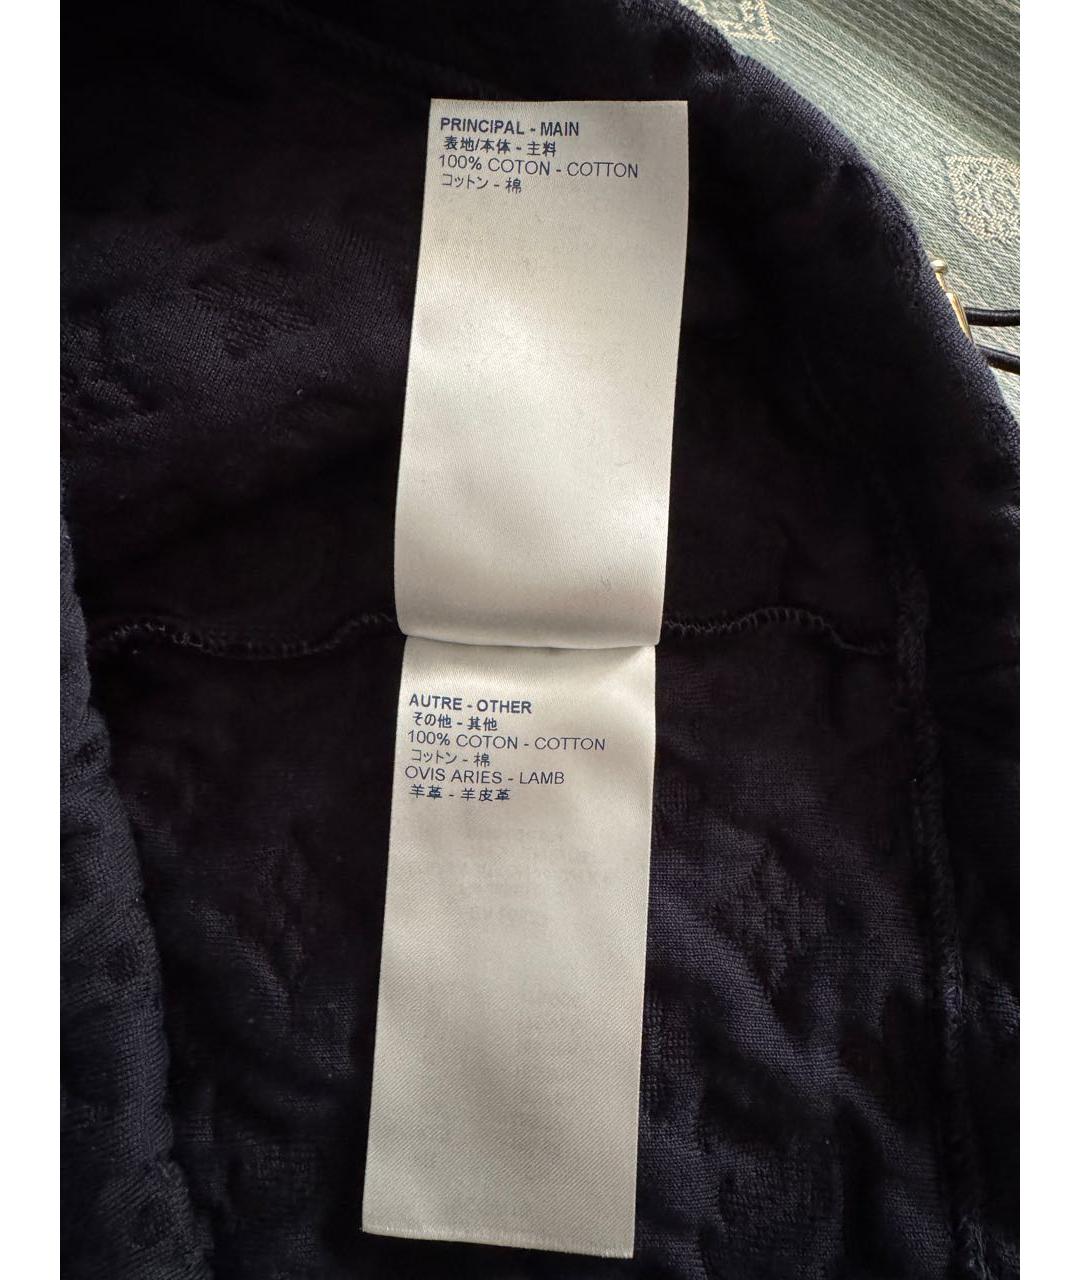 PRINCIPAL - MAIN
表地/本体 - 主料
100% COTON - COTTON
コットン - 棉
AUTRE - OTHER
その他 - 其他
100% COTON - COTTON
コットン - 棉
OVIS ARIES - LAMB
羊革 - 羊皮革